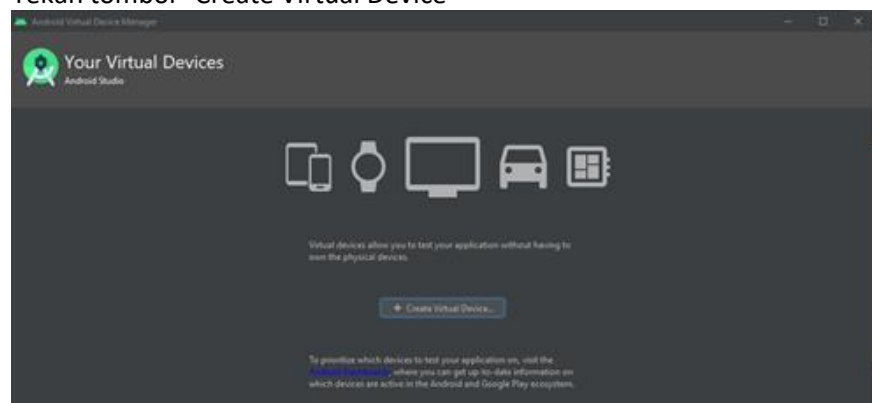 Tekan tombol "Create Virtual Device"
Android Virtual Device Manager
Your Virtual Devices
Android Studio
Virtual devices allow you to test your application without having to
own the physical devices.
+ Create Virtual Device...
To prioritize which devices to test your application on, visit the
Android Dashboards, where you can get up-to-date information on
which devices are active in the Android and Google Play ecosystem.